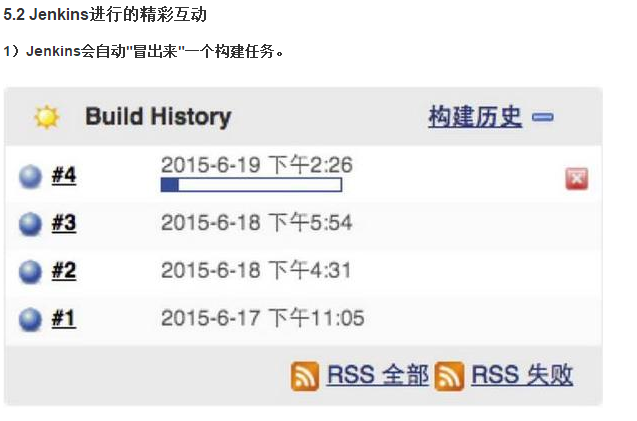 5.2 Jenkins进行的精彩互动
1）Jenkins会自动"冒出来"一个构建任务。
Build History 构建历史
#4 2015-6-19 下午2:26
#3 2015-6-18 下午5:54
#2 2015-6-18 下午4:31
#1 2015-6-17 下午11:05
RSS 全部 RSS 失败